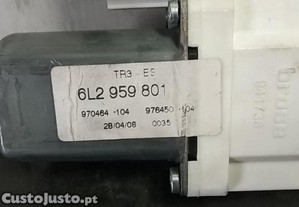 TR3 ES
6L2 959 801
970464 -104 976450 -104
28/04/08 0035
CustoJusto.pt